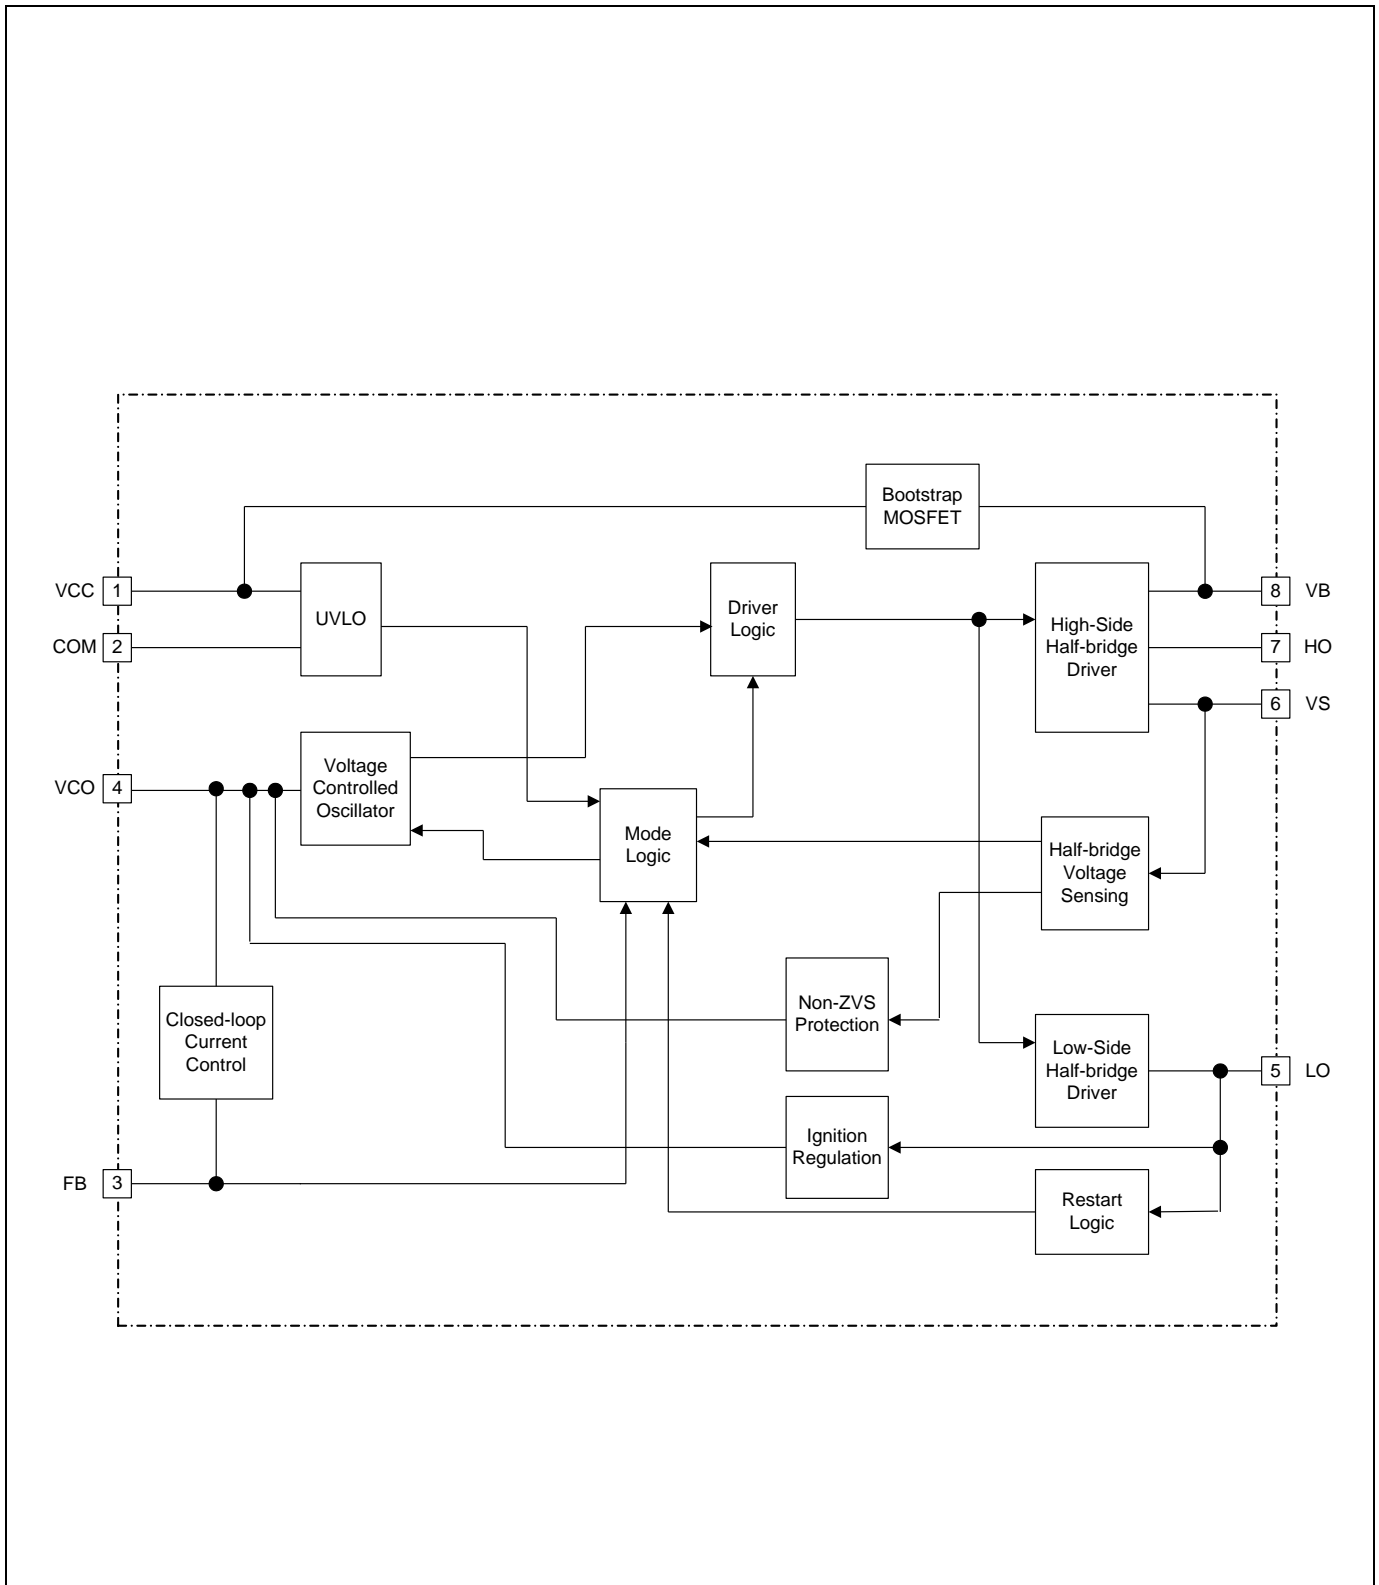 Bootstrap
MOSFET
VCC
1
COM
2
UVLO
Driver
Logic
High-Side
Half-bridge
Driver
8
VB
7
HO
6
VS
VCO
4
Voltage
Controlled
Oscillator
Mode
Logic
Half-bridge
Voltage
Sensing
Closed-loop
Current
Control
Non-ZVS
Protection
Low-Side
Half-bridge
Driver
5
LO
Ignition
Regulation
FB
3
Restart
Logic